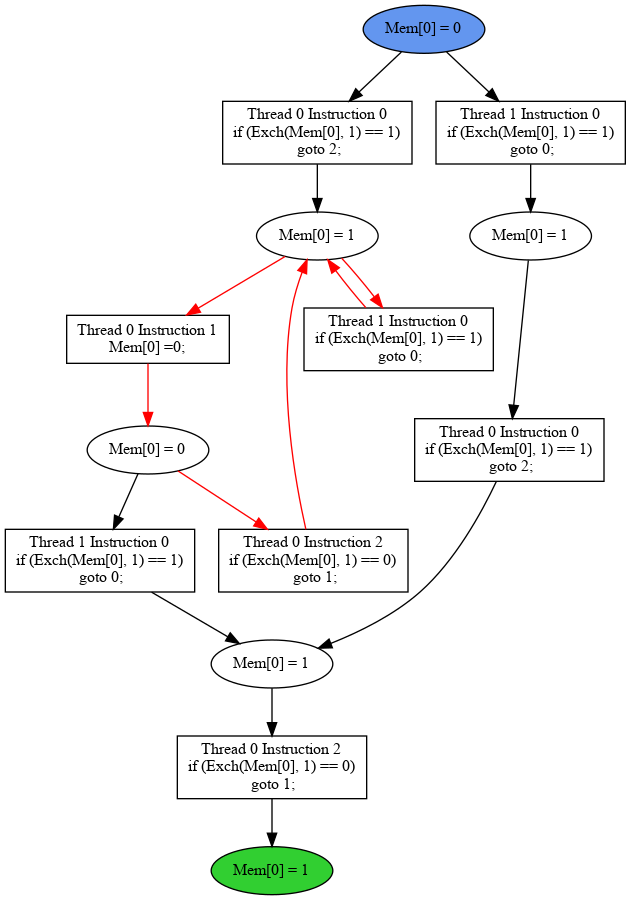 Mem[0] = 0
Thread 0 Instruction 0
if (Exch(Mem[0], 1) == 1)
goto 2;
Thread 1 Instruction 0
if (Exch(Mem[0], 1) == 1)
goto 0;
Mem[0] = 1
Mem[0] = 1
Thread 0 Instruction 1
Mem[0] =0;
Thread 1 Instruction 0
if (Exch(Mem[0], 1) == 1)
goto 0;
Mem[0] = 0
Thread 0 Instruction 0
if (Exch(Mem[0], 1) == 1)
goto 2;
Thread 1 Instruction 0
if (Exch(Mem[0], 1) == 1)
goto 0;
Thread 0 Instruction 2
if (Exch(Mem[0], 1) == 0)
goto 1;
Mem[0] = 1
Thread 0 Instruction 2
if (Exch(Mem[0], 1) == 0)
goto 1;
Mem[0] = 1